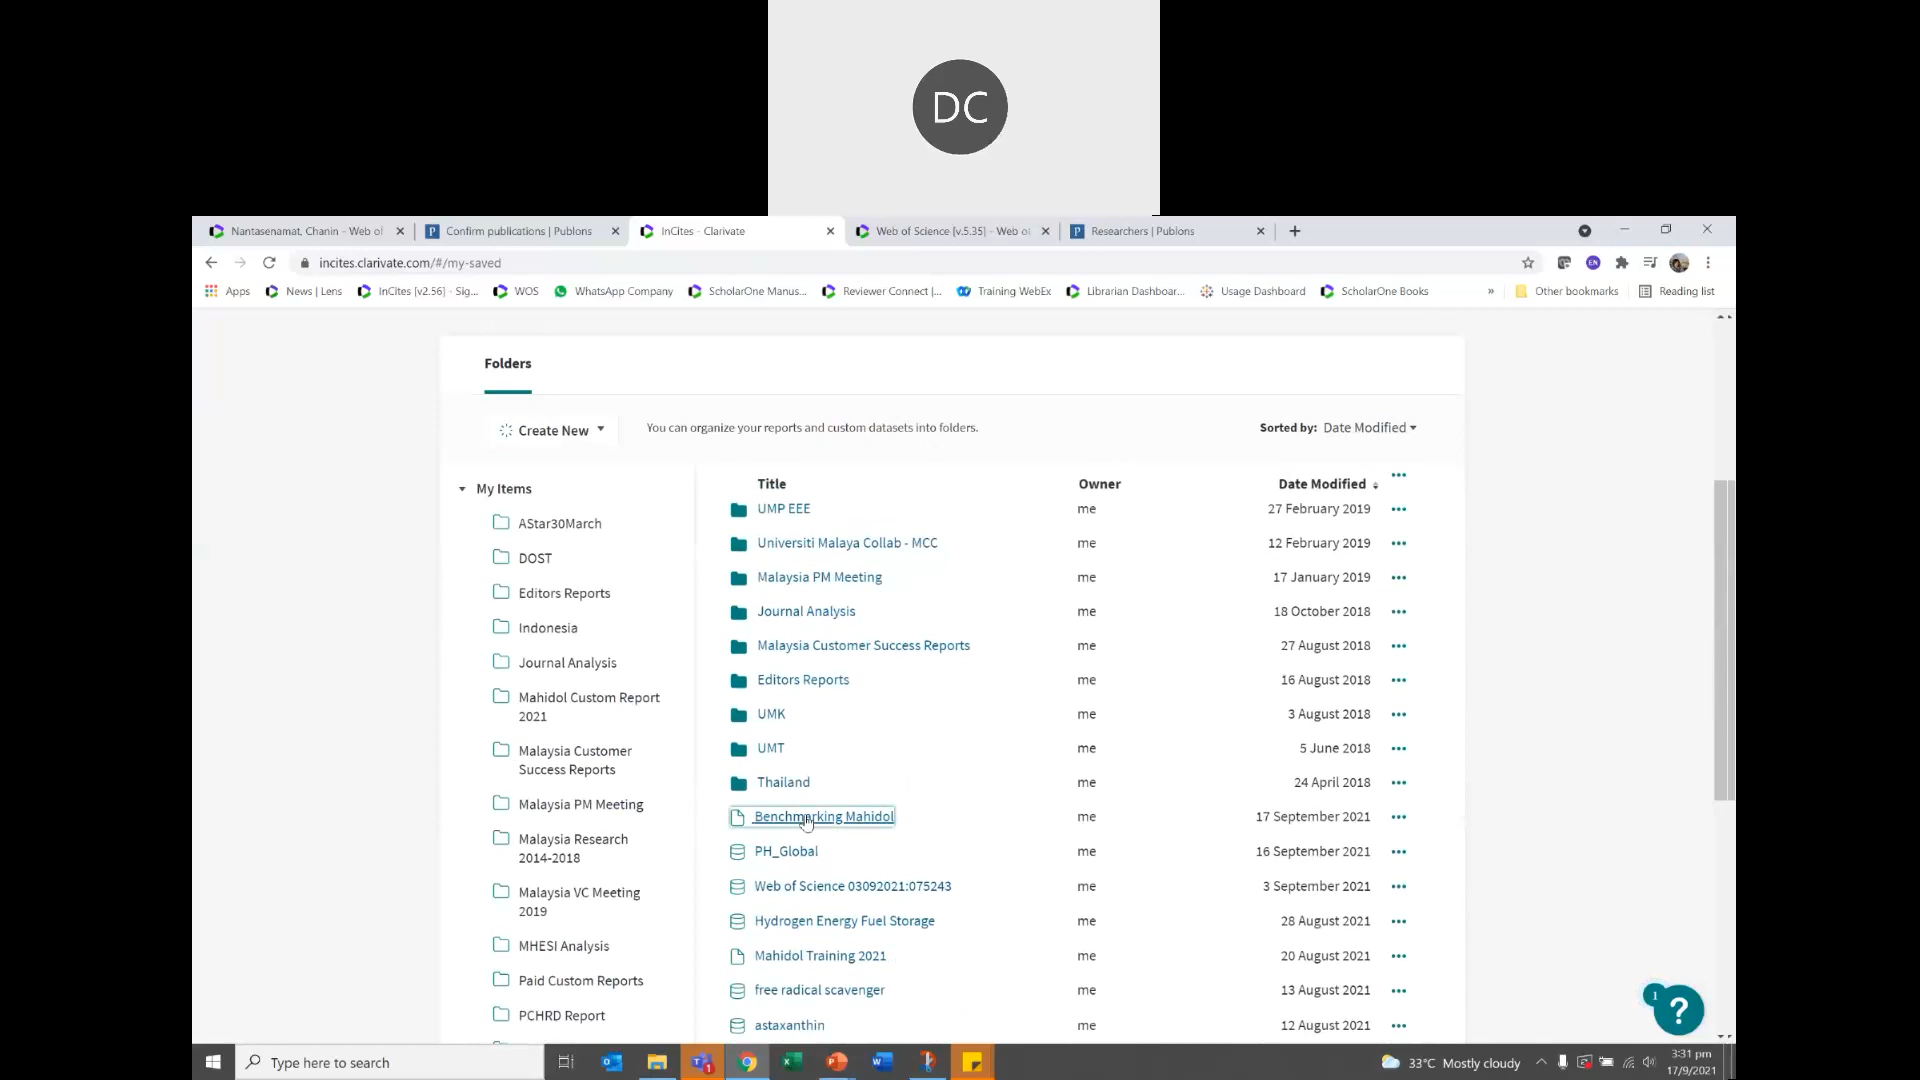 DC
Nantasenamat, Chanin - Web of
Confirm publications | Publons
InCites - Clarivate
Web of Science [v.5.35] - Web o
Researchers | Publons
incites.clarivate.com/#/my-saved
EN
Apps
News | Lens
InCites [v2.56] - Sig...
WOS
WhatsApp Company
ScholarOne Manus...
Reviewer Connect |...
Training WebEx
Librarian Dashboar...
Usage Dashboard
ScholarOne Books
»
Other bookmarks
Reading list
Folders
Create New
You can organize your reports and custom datasets into folders.
Sorted by: Date Modified
My Items
AStar30March
DOST
Editors Reports
Indonesia
Journal Analysis
Mahidol Custom Report
2021
Malaysia Customer
Success Reports
Malaysia PM Meeting
Malaysia Research
2014-2018
Malaysia VC Meeting
2019
MHESI Analysis
Paid Custom Reports
PCHRD Report
Title Owner Date Modified
UMP EEE me 27 February 2019
Universiti Malaya Collab - MCC me 12 February 2019
Malaysia PM Meeting me 17 January 2019
Journal Analysis me 18 October 2018
Malaysia Customer Success Reports me 27 August 2018
Editors Reports me 16 August 2018
UMK me 3 August 2018
UMT me 5 June 2018
Thailand me 24 April 2018
Benchmarking Mahidol me 17 September 2021
PH_Global me 16 September 2021
Web of Science 03092021:075243 me 3 September 2021
Hydrogen Energy Fuel Storage me 28 August 2021
Mahidol Training 2021 me 20 August 2021
free radical scavenger me 13 August 2021
astaxanthin me 12 August 2021
1
?
Type here to search
1
33°C Mostly cloudy
3:31 pm
17/9/2021